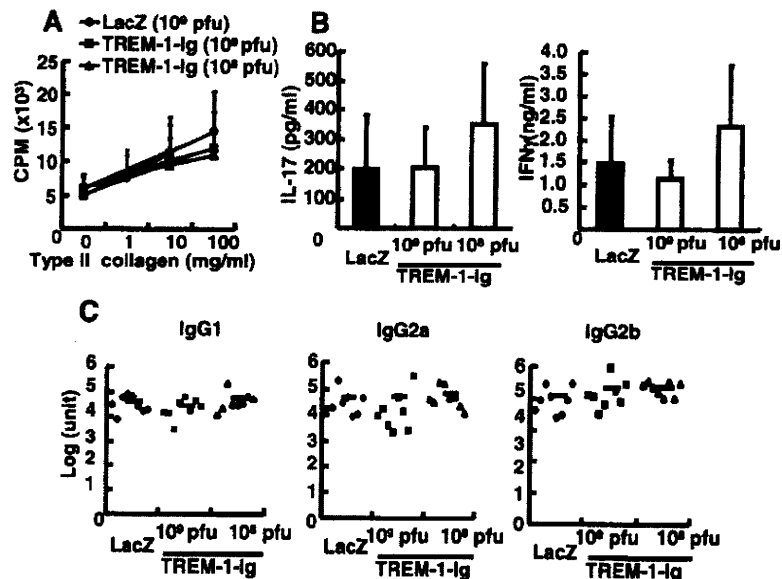 A
LacZ (10⁹ pfu)
TREM-1-Ig (10⁹ pfu)
TREM-1-Ig (10⁸ pfu)
CPM (x10³)
25
20
15
10
5
0
0 1 10 100
Type II collagen (mg/ml)
B
IL-17 (pg/ml)
600
500
400
300
200
100
0
LacZ 10⁹ pfu 10⁸ pfu
TREM-1-Ig
IFNγ(ng/ml)
4.5
4.0
3.5
3.0
2.5
2.0
1.5
1.0
0.5
0
LacZ 10⁹ pfu 10⁸ pfu
TREM-1-Ig
C
IgG1
Log (unit)
6
5
4
3
2
1
0
LacZ 10⁹ pfu 10⁸ pfu
TREM-1-Ig
IgG2a
6
5
4
3
2
1
0
LacZ 10⁹ pfu 10⁸ pfu
TREM-1-Ig
IgG2b
6
5
4
3
2
1
0
LacZ 10⁹ pfu 10⁸ pfu
TREM-1-Ig